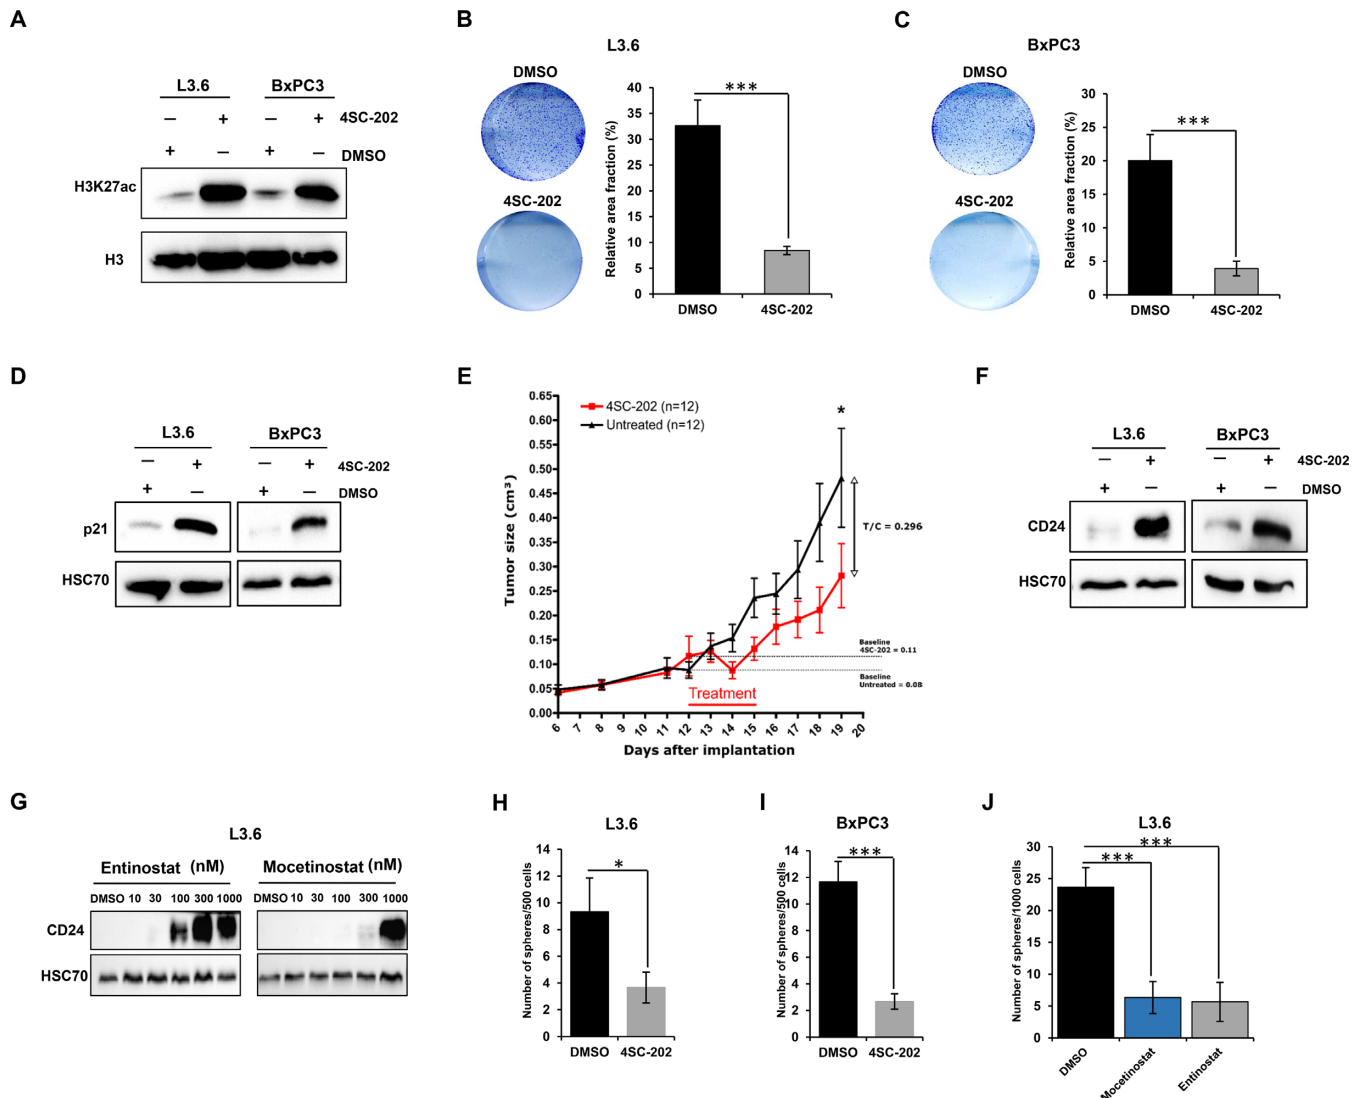 A
L3.6 BxPC3
– + – + 4SC-202
+ – + – DMSO
H3K27ac
H3
B
L3.6
DMSO
4SC-202
***
Relative area fraction (%)
40
35
30
25
20
15
10
5
0
DMSO 4SC-202
C
BxPC3
DMSO
4SC-202
***
Relative area fraction (%)
30
25
20
15
10
5
0
DMSO 4SC-202
D
L3.6 BxPC3
– + – + 4SC-202
+ – + – DMSO
p21
HSC70
E
4SC-202 (n=12)
Untreated (n=12)
*
Tumor size (cm³)
0.65
0.60
0.55
0.50
0.45
0.40
0.35
0.30
0.25
0.20
0.15
0.10
0.05
0.00
T/C = 0.296
Baseline
4SC-202 = 0.11
Baseline
Untreated = 0.08
Treatment
6 7 8 9 10 11 12 13 14 15 16 17 18 19 20
Days after implantation
F
L3.6 BxPC3
– + – + 4SC-202
+ – + – DMSO
CD24
HSC70
G
L3.6
Entinostat (nM) Mocetinostat (nM)
DMSO 10 30 100 300 1000 DMSO 10 30 100 300 1000
CD24
HSC70
H
L3.6
*
Number of spheres/500 cells
14
12
10
8
6
4
2
0
DMSO 4SC-202
I
BxPC3
***
Number of spheres/500 cells
14
12
10
8
6
4
2
0
DMSO 4SC-202
J
L3.6
***
***
Number of spheres/1000 cells
30
25
20
15
10
5
0
DMSO Mocetinostat Entinostat